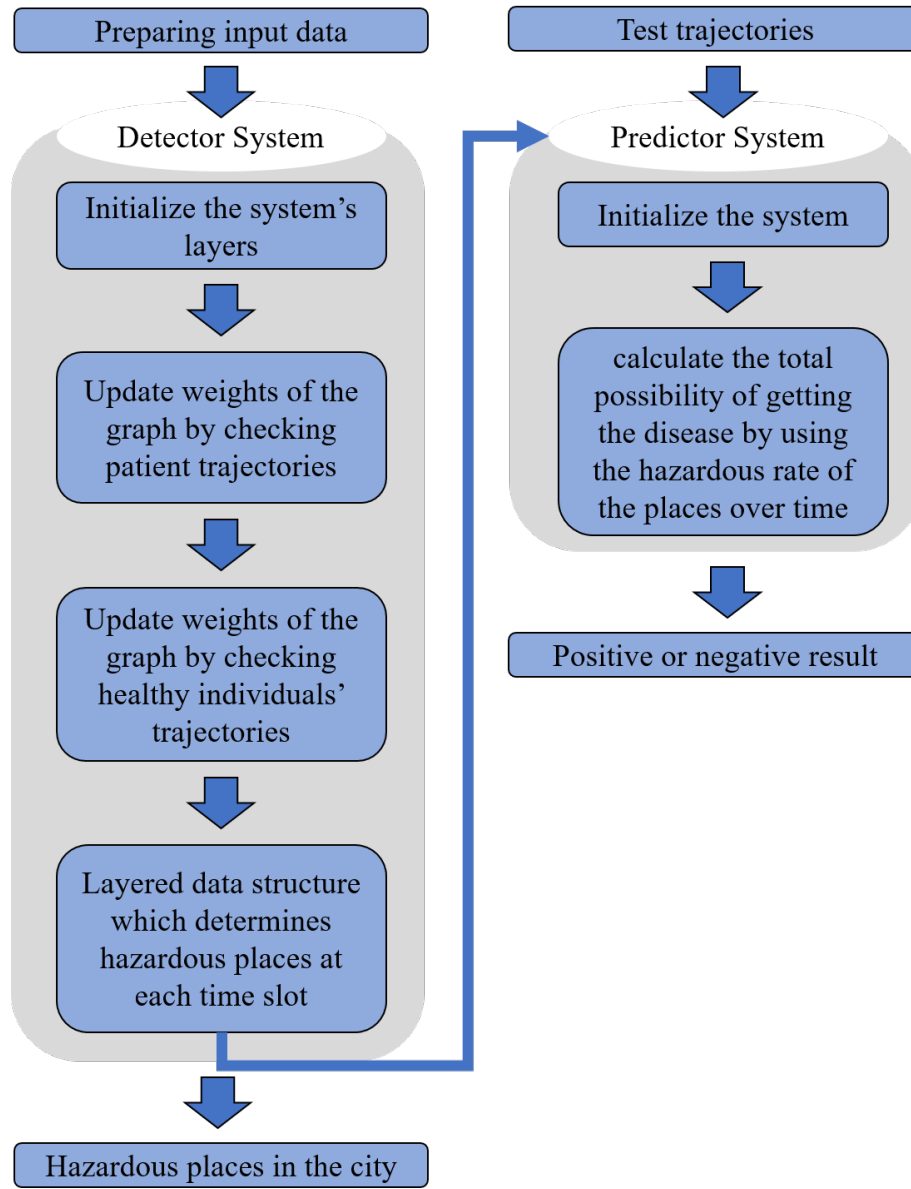 Preparing input data
Detector System
Initialize the system’s
layers
Update weights of the
graph by checking
patient trajectories
Update weights of the
graph by checking
healthy individuals’
trajectories
Layered data structure
which determines
hazardous places at
each time slot
Hazardous places in the city
Test trajectories
Predictor System
Initialize the system
calculate the total
possibility of getting
the disease by using
the hazardous rate of
the places over time
Positive or negative result